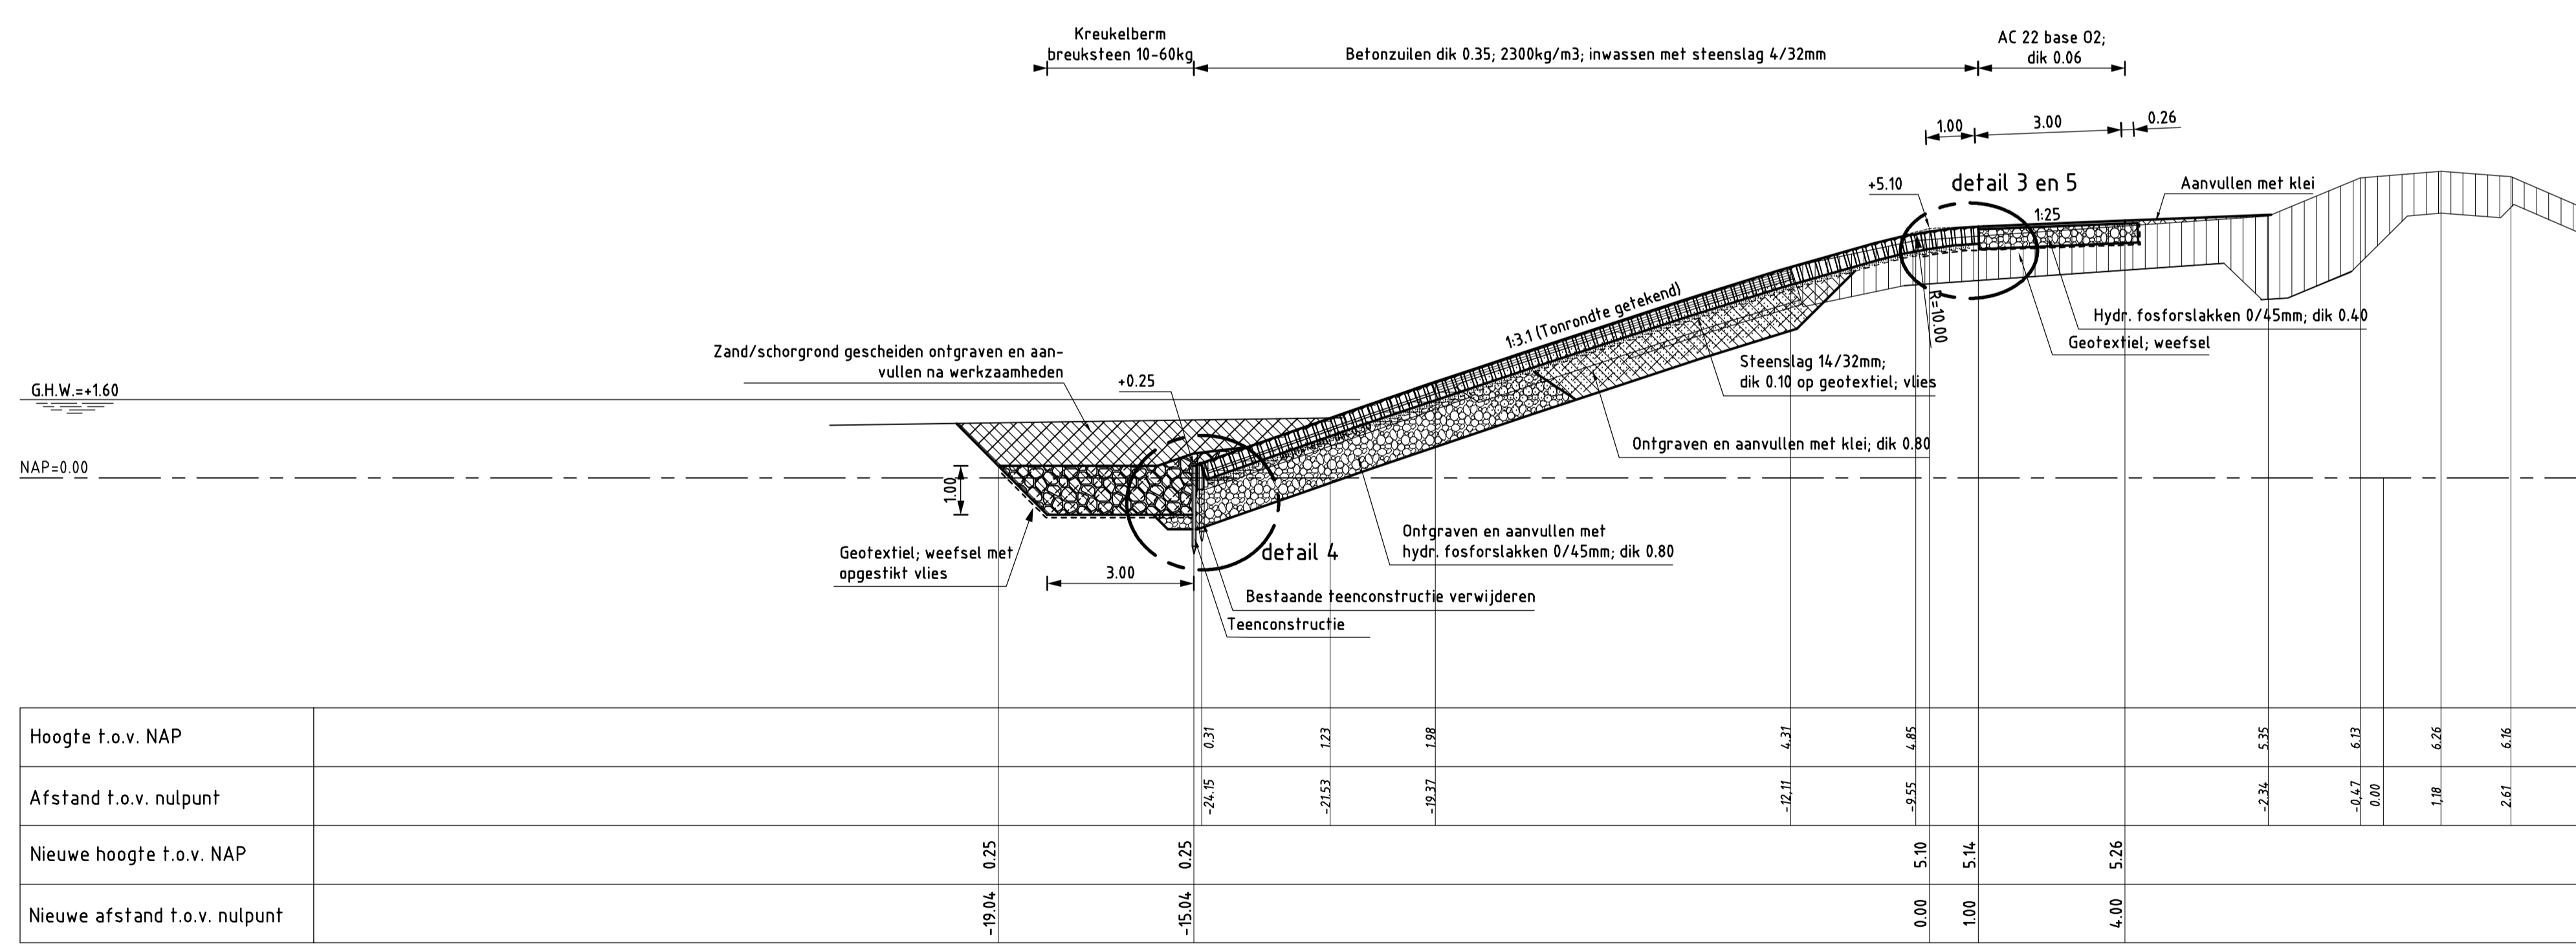 Kreukelberm
breuksteen 10-60kg
Betonzuilen dik 0.35; 2300kg/m3; inwassen met steenslag 4/32mm
AC 22 base O2;
dik 0.06
1.00
3.00
0.26
+5.10
detail 3 en 5
Aanvullen met klei
1:25
R=10.00
1:3.1 (Tonrondte getekend)
Hydr. fosforslakken 0/45mm; dik 0.40
Geotextiel; weefsel
Steenslag 14/32mm;
dik 0.10 op geotextiel; vlies
Zand/schorgrond gescheiden ontgraven en aan-
vullen na werkzaamheden
+0.25
G.H.W.=+1.60
Ontgraven en aanvullen met klei; dik 0.80
NAP=0.00
1.00
Ontgraven en aanvullen met
hydr. fosforslakken 0/45mm; dik 0.80
detail 4
Geotextiel; weefsel met
opgestikt vlies
3.00
Bestaande teenconstructie verwijderen
Teenconstructie
Hoogte t.o.v. NAP
0.31
1.23
1.98
4.31
4.85
5.35
6.13
6.26
6.16
Afstand t.o.v. nulpunt
-24.15
-21.53
-19.37
-12,11
-9.55
-2.34
-0,47
0.00
1,18
2.61
Nieuwe hoogte t.o.v. NAP
0.25
0.25
5.10
5.14
5.26
Nieuwe afstand t.o.v. nulpunt
-19.04
-15.04
0.00
1.00
4.00